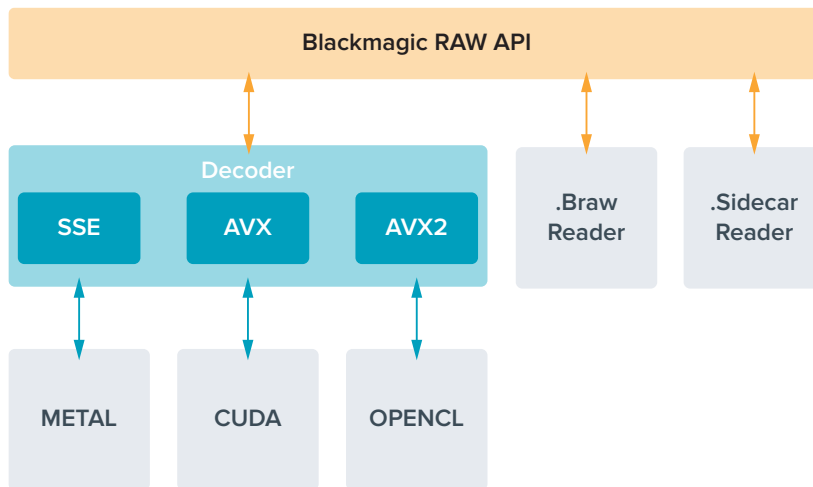 Blackmagic RAW API
Decoder
SSE
AVX
AVX2
.Braw
Reader
.Sidecar
Reader
METAL
CUDA
OPENCL